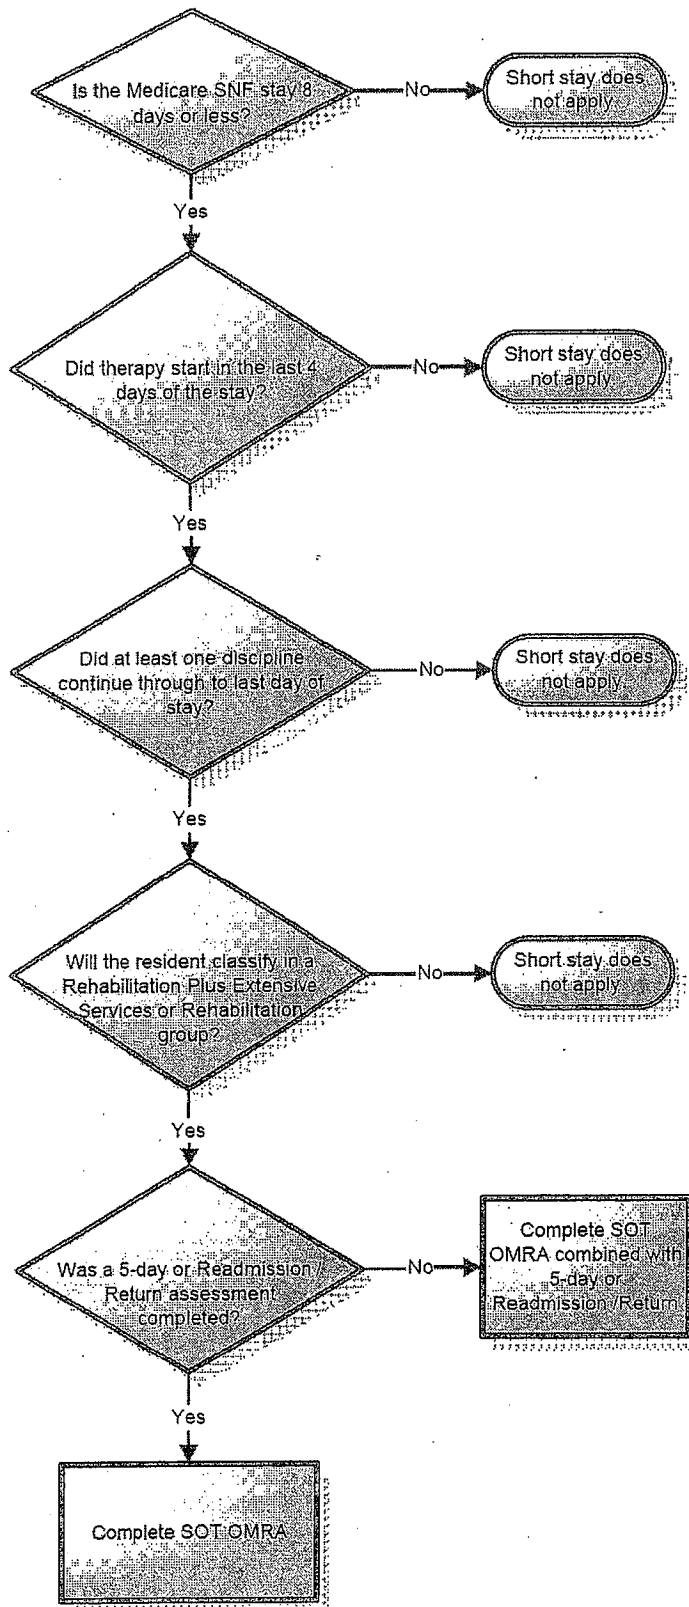 Is the Medicare SNF stay 8
days or less?
No
Short stay does
not apply
Yes
Did therapy start in the last 4
days of the stay?
No
Short stay does
not apply
Yes
Did at least one discipline
continue through to last day of
stay?
No
Short stay does
not apply
Yes
Will the resident classify in a
Rehabilitation Plus Extensive
Services or Rehabilitation
group?
No
Short stay does
not apply
Yes
Was a 5-day or Readmission /
Return assessment
completed?
No
Complete SOT
OMRA combined with
5-day or
Readmission /Return
Yes
Complete SOT OMRA